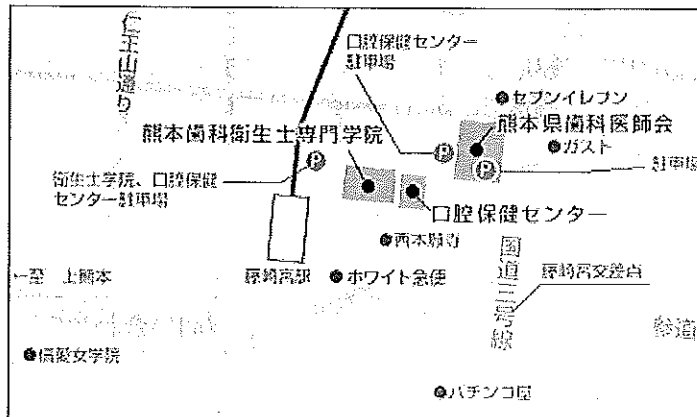 仁王山通り
口腔保健センター
駐車場
セブンイレブン
熊本県歯科医師会
ガスト
駐車場
熊本歯科衛生士専門学院
P
P
P
衛生士学院、口腔保健
センター駐車場
口腔保健センター
西本願寺
国道三号線
藤崎宮交差点
上熊本
藤崎宮駅
ホワイト急便
参道
信愛女学院
パチンコ屋